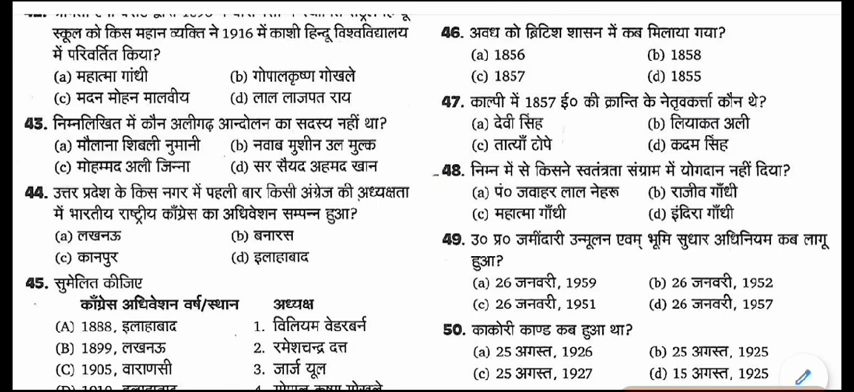 स्कूल को किस महान व्यक्ति ने 1916 में काशी हिन्दू विश्वविद्यालय
में परिवर्तित किया?
(a) महात्मा गांधी (b) गोपालकृष्ण गोखले
(c) मदन मोहन मालवीय (d) लाल लाजपत राय
43. निम्नलिखित में कौन अलीगढ़ आन्दोलन का सदस्य नहीं था?
(a) मौलाना शिबली नुमानी (b) नवाब मुशीन उल मुल्क
(c) मोहम्मद अली जिन्ना (d) सर सैयद अहमद खान
44. उत्तर प्रदेश के किस नगर में पहली बार किसी अंग्रेज की अध्यक्षता
में भारतीय राष्ट्रीय काँग्रेस का अधिवेशन सम्पन्न हुआ?
(a) लखनऊ (b) बनारस
(c) कानपुर (d) इलाहाबाद
45. सुमेलित कीजिए
काँग्रेस अधिवेशन वर्ष/स्थान अध्यक्ष
(A) 1888, इलाहाबाद 1. विलियम वेडरबर्न
(B) 1899, लखनऊ 2. रमेशचन्द्र दत्त
(C) 1905, वाराणसी 3. जार्ज यूल
46. अवध को ब्रिटिश शासन में कब मिलाया गया?
(a) 1856 (b) 1858
(c) 1857 (d) 1855
47. काल्पी में 1857 ई० की क्रान्ति के नेतृवकर्त्ता कौन थे?
(a) देवी सिंह (b) लियाकत अली
(c) तात्याँ टोपे (d) कदम सिंह
48. निम्न में से किसने स्वतंत्रता संग्राम में योगदान नहीं दिया?
(a) पं० जवाहर लाल नेहरू (b) राजीव गाँधी
(c) महात्मा गाँधी (d) इंदिरा गाँधी
49. उ० प्र० जमींदारी उन्मूलन एवम् भूमि सुधार अधिनियम कब लागू
हुआ?
(a) 26 जनवरी, 1959 (b) 26 जनवरी, 1952
(c) 26 जनवरी, 1951 (d) 26 जनवरी, 1957
50. काकोरी काण्ड कब हुआ था?
(a) 25 अगस्त, 1926 (b) 25 अगस्त, 1925
(c) 25 अगस्त, 1927 (d) 15 अगस्त, 1925